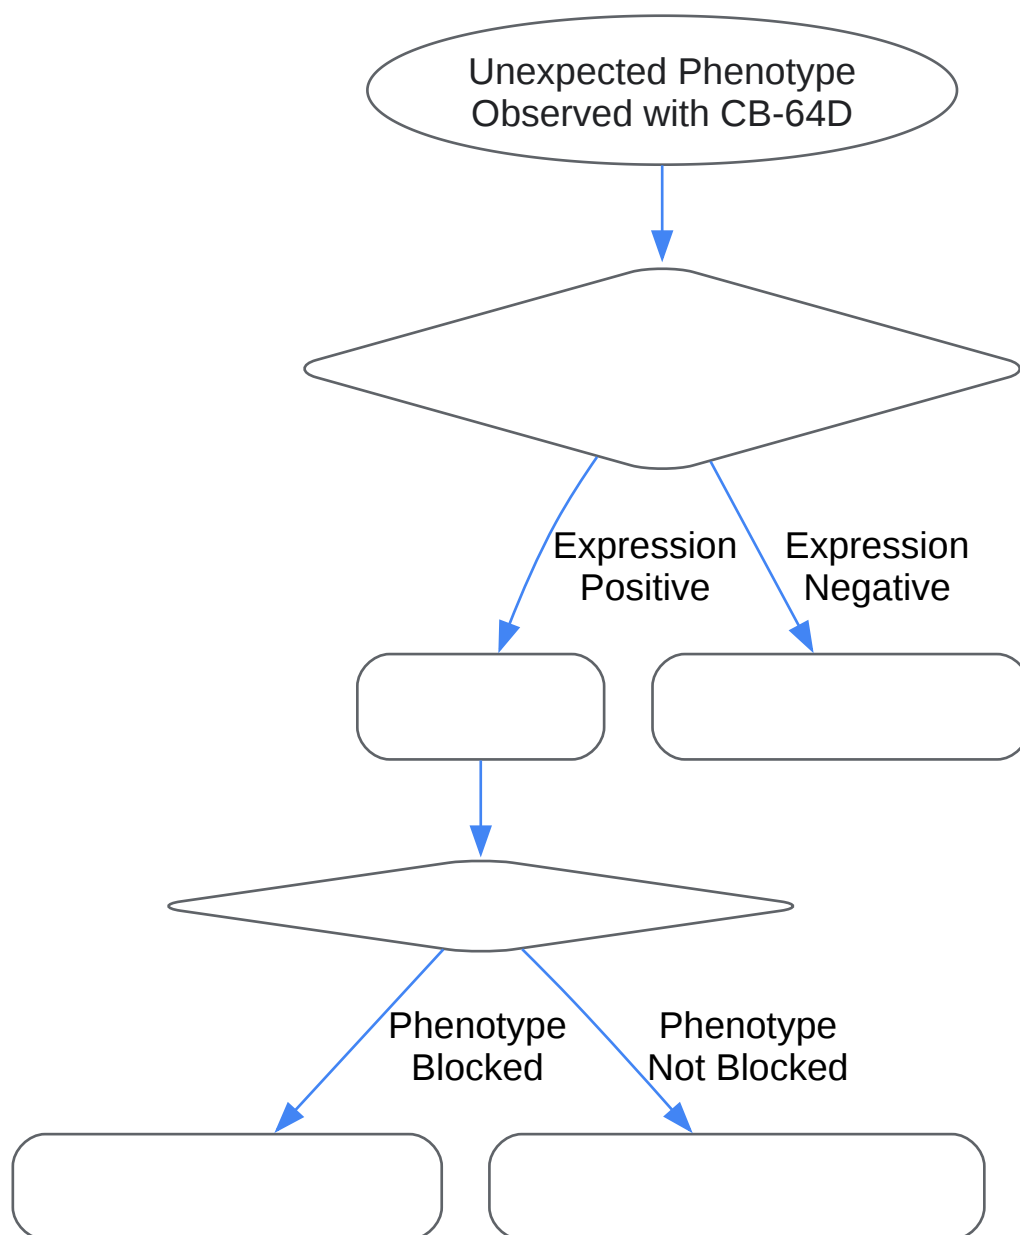 Unexpected Phenotype
Observed with CB-64D
Expression
Positive
Expression
Negative
Phenotype
Blocked
Phenotype
Not Blocked